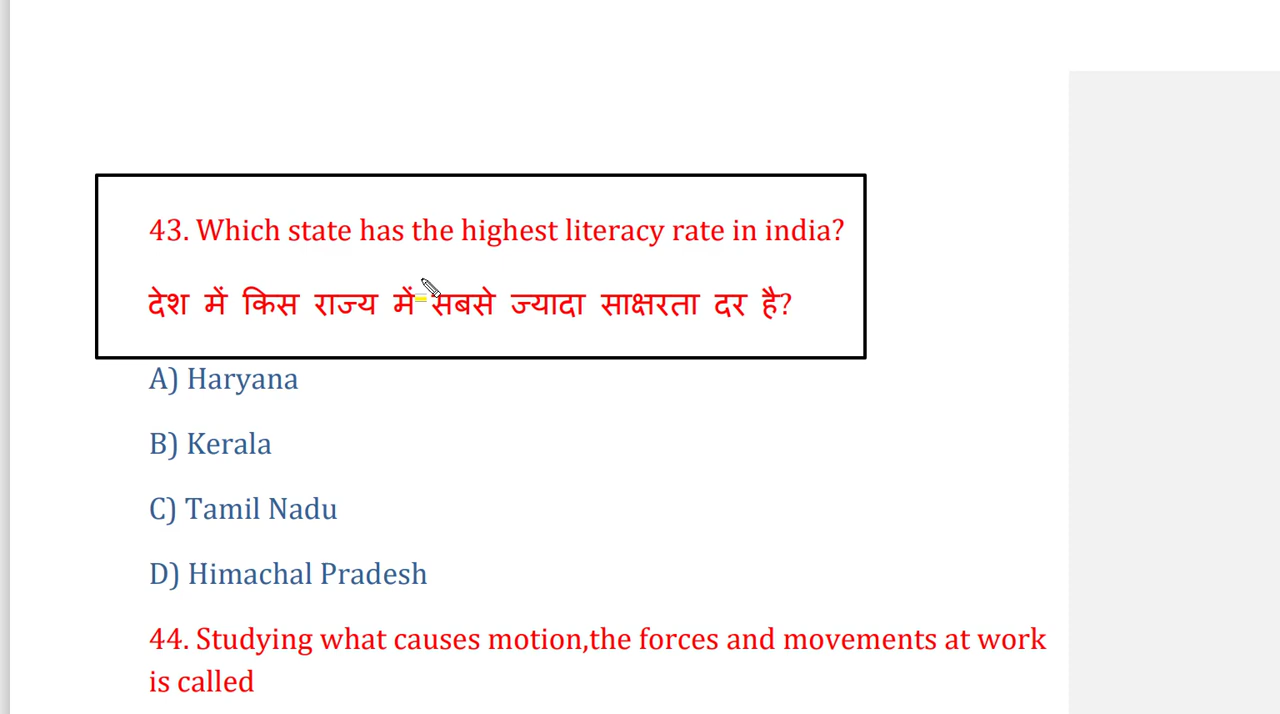 43. Which state has the highest literacy rate in india?
देश में किस राज्य में सबसे ज्यादा साक्षरता दर है?
A) Haryana
B) Kerala
C) Tamil Nadu
D) Himachal Pradesh
44. Studying what causes motion,the forces and movements at work
is called